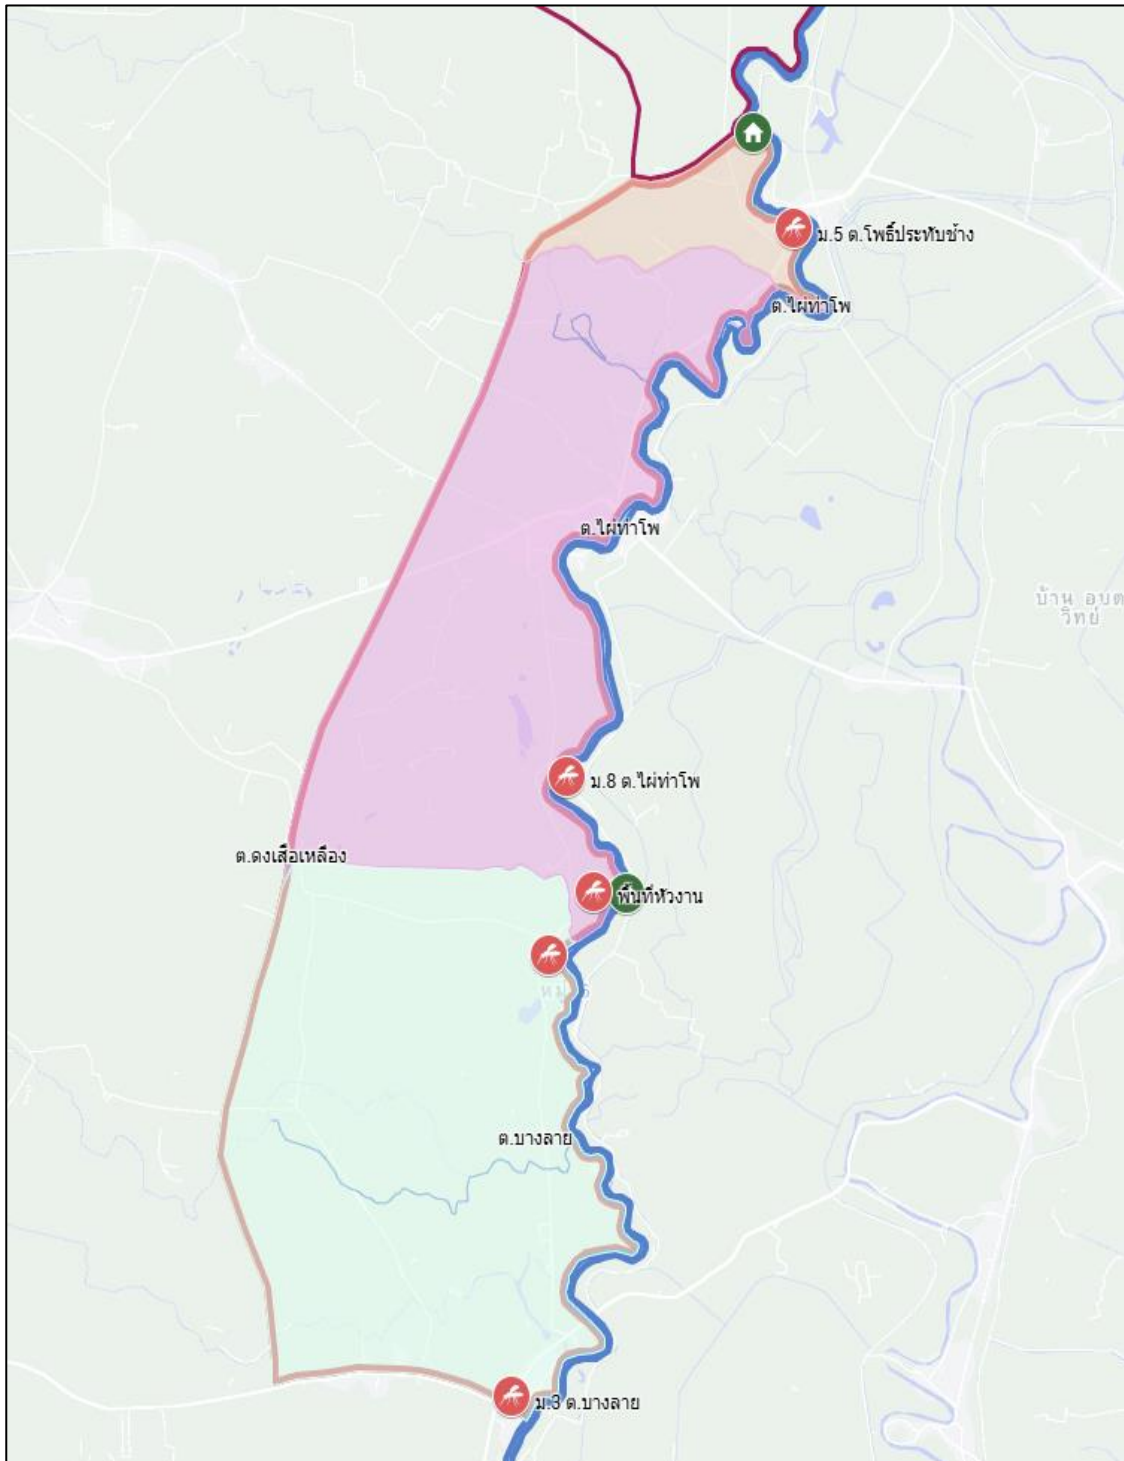 ม.5 ต.โพธิ์ประทับช้าง
ต.ไผ่ท่าโพ
ต.ไผ่ท่าโพ
บ้าน อุบต
วิทย์
ม.8 ต.ไผ่ท่าโพ
ต.ดงเสือเหลือง
พื้นที่หัวงาน
ต.บางลาย
ม.3 ต.บางลาย